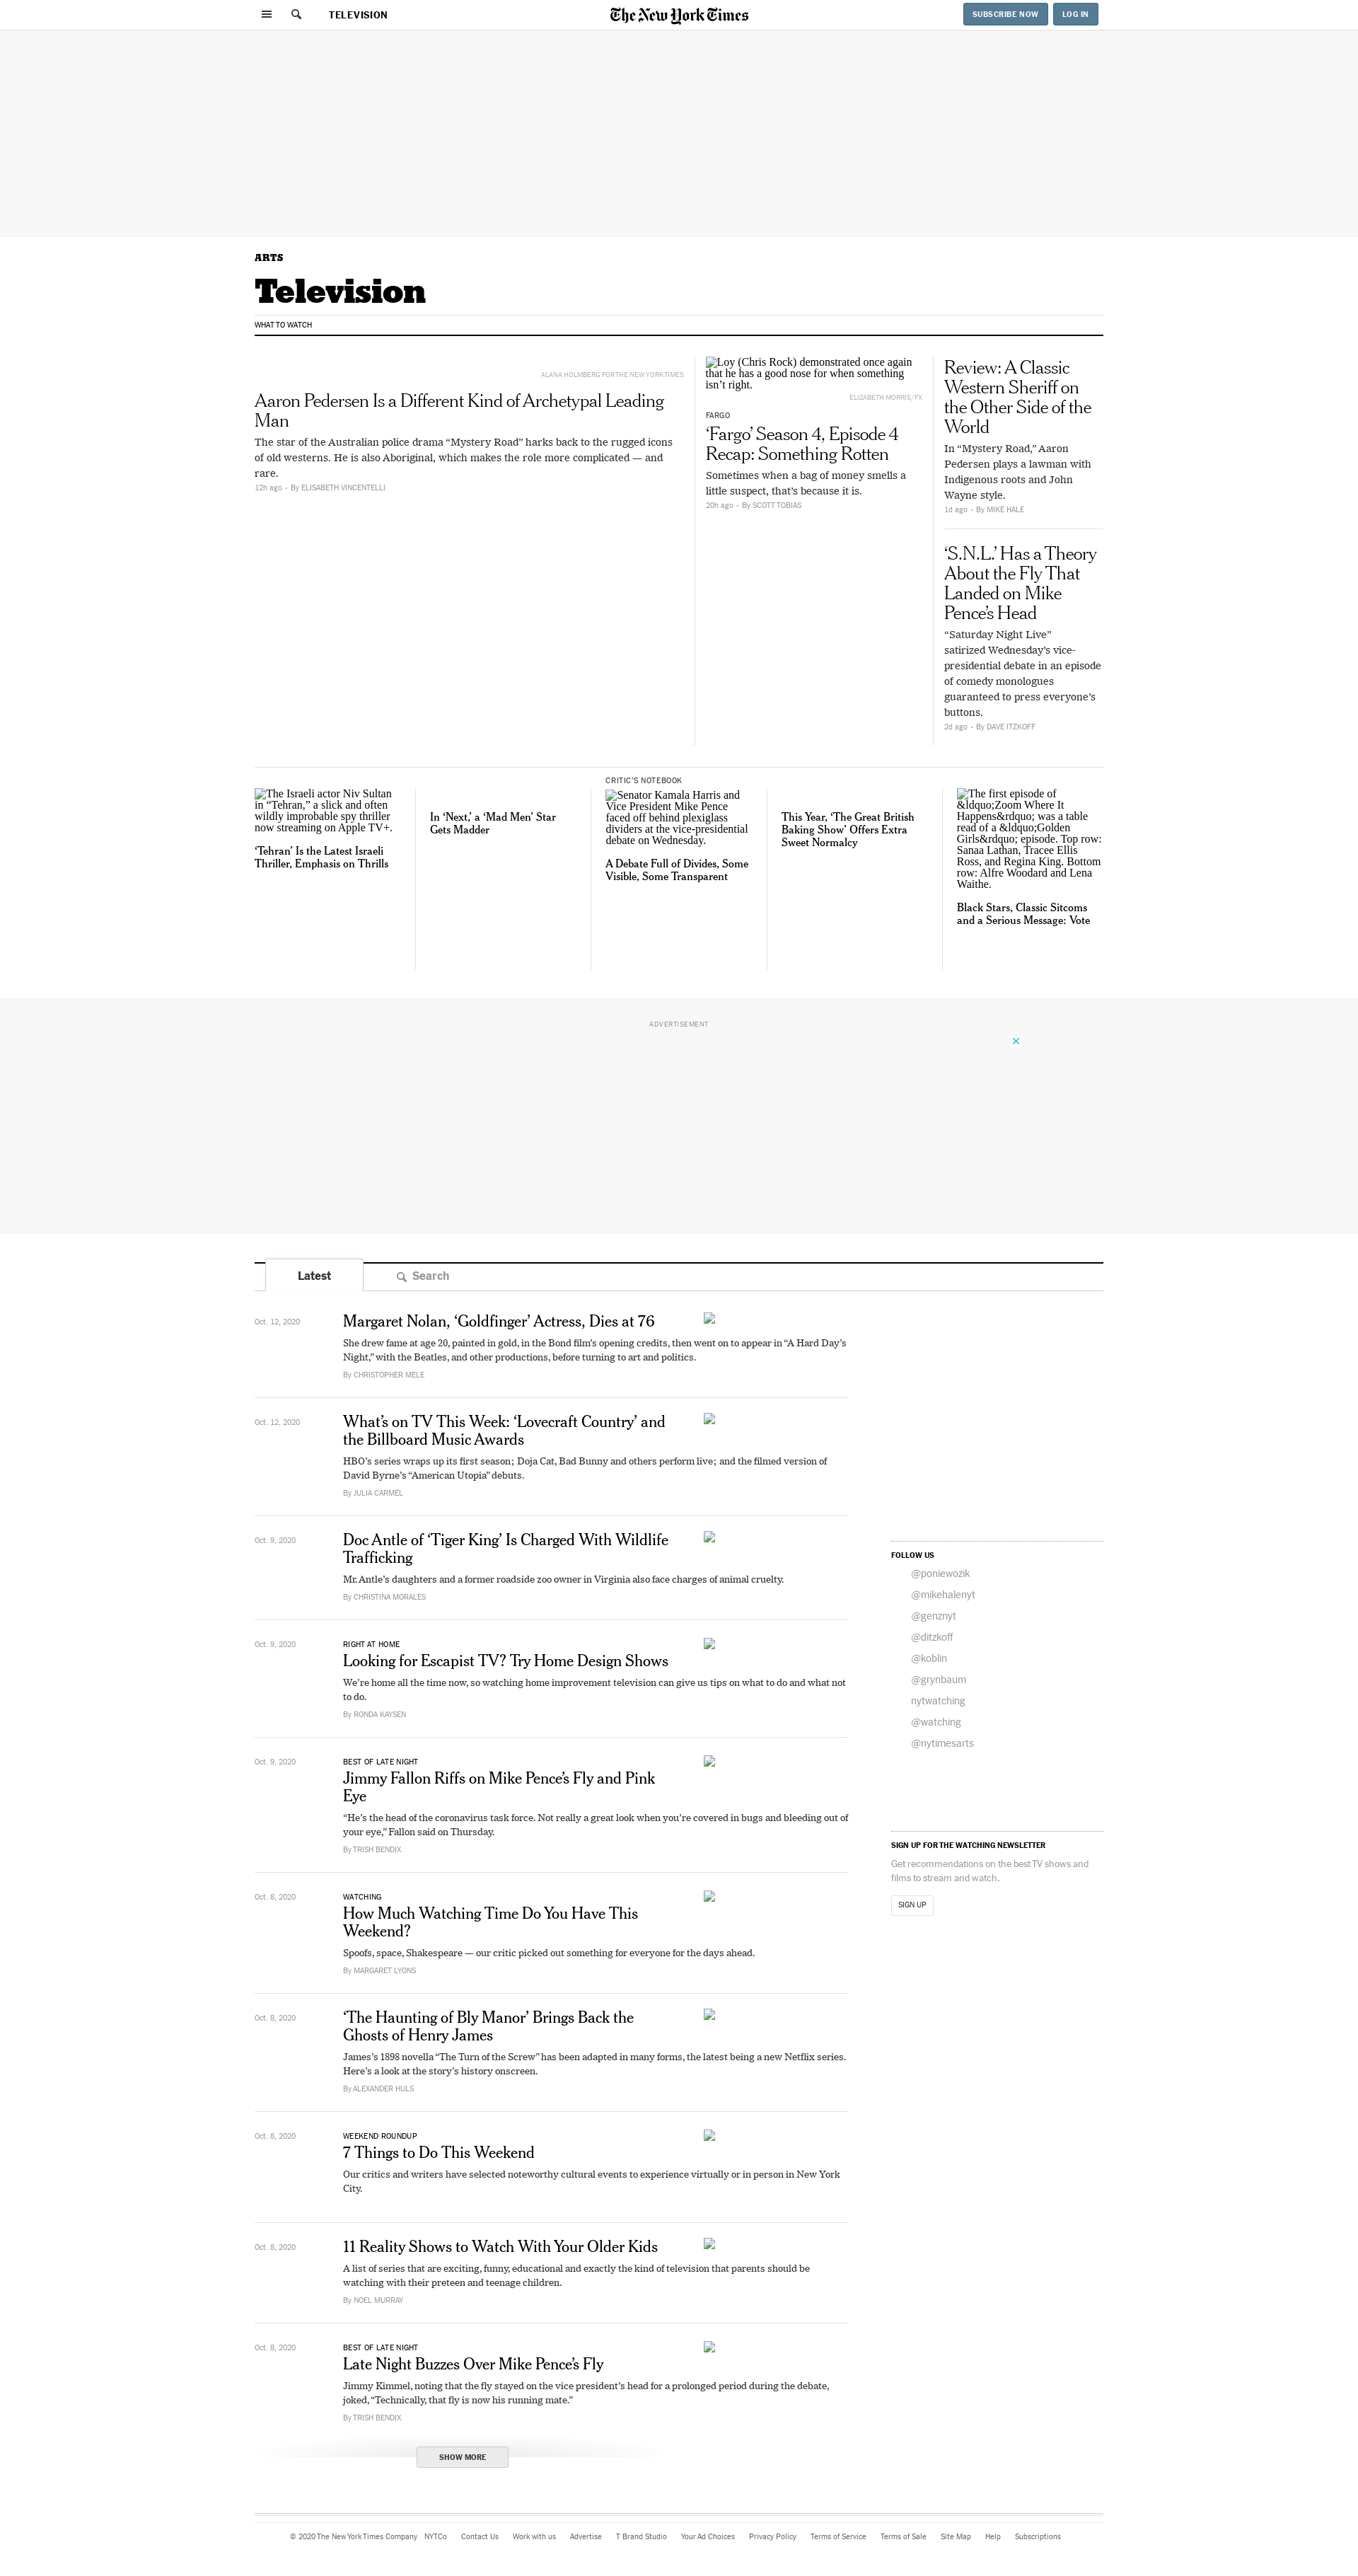 TELEVISION
The New York Times
SUBSCRIBE NOW
LOG IN
ARTS
Television
WHAT TO WATCH
ALANA HOLMBERG FOR THE NEW YORK TIMES
Aaron Pedersen Is a Different Kind of Archetypal Leading
Man
The star of the Australian police drama “Mystery Road” harks back to the rugged icons
of old westerns. He is also Aboriginal, which makes the role more complicated — and
rare.
12h ago • By ELISABETH VINCENTELLI
Loy (Chris Rock) demonstrated once again
that he has a good nose for when something
isn’t right.
ELIZABETH MORRIS/FX
FARGO
‘Fargo’ Season 4, Episode 4
Recap: Something Rotten
Sometimes when a bag of money smells a
little suspect, that’s because it is.
20h ago • By SCOTT TOBIAS
Review: A Classic
Western Sheriff on
the Other Side of the
World
In “Mystery Road,” Aaron
Pedersen plays a lawman with
Indigenous roots and John
Wayne style.
1d ago • By MIKE HALE
‘S.N.L.’ Has a Theory
About the Fly That
Landed on Mike
Pence’s Head
“Saturday Night Live”
satirized Wednesday’s vice-
presidential debate in an episode
of comedy monologues
guaranteed to press everyone’s
buttons.
2d ago • By DAVE ITZKOFF
The Israeli actor Niv Sultan
in “Tehran,” a slick and often
wildly improbable spy thriller
now streaming on Apple TV+.
‘Tehran’ Is the Latest Israeli
Thriller, Emphasis on Thrills
In ‘Next,’ a ‘Mad Men’ Star
Gets Madder
CRITIC’S NOTEBOOK
Senator Kamala Harris and
Vice President Mike Pence
faced off behind plexiglass
dividers at the vice-presidential
debate on Wednesday.
A Debate Full of Divides, Some
Visible, Some Transparent
This Year, ‘The Great British
Baking Show’ Offers Extra
Sweet Normalcy
The first episode of
&ldquo;Zoom Where It
Happens&rdquo; was a table
read of a &ldquo;Golden
Girls&rdquo; episode. Top row:
Sanaa Lathan, Tracee Ellis
Ross, and Regina King. Bottom
row: Alfre Woodard and Lena
Waithe.
Black Stars, Classic Sitcoms
and a Serious Message: Vote
ADVERTISEMENT
Latest
Search
Oct. 12, 2020
Margaret Nolan, ‘Goldfinger’ Actress, Dies at 76
She drew fame at age 20, painted in gold, in the Bond film’s opening credits, then went on to appear in “A Hard Day’s
Night,” with the Beatles, and other productions, before turning to art and politics.
By CHRISTOPHER MELE
Oct. 12, 2020
What’s on TV This Week: ‘Lovecraft Country’ and
the Billboard Music Awards
HBO’s series wraps up its first season; Doja Cat, Bad Bunny and others perform live; and the filmed version of
David Byrne’s “American Utopia” debuts.
By JULIA CARMEL
Oct. 9, 2020
Doc Antle of ‘Tiger King’ Is Charged With Wildlife
Trafficking
Mr. Antle’s daughters and a former roadside zoo owner in Virginia also face charges of animal cruelty.
By CHRISTINA MORALES
Oct. 9, 2020
RIGHT AT HOME
Looking for Escapist TV? Try Home Design Shows
We’re home all the time now, so watching home improvement television can give us tips on what to do and what not
to do.
By RONDA KAYSEN
Oct. 9, 2020
BEST OF LATE NIGHT
Jimmy Fallon Riffs on Mike Pence’s Fly and Pink
Eye
“He’s the head of the coronavirus task force. Not really a great look when you’re covered in bugs and bleeding out of
your eye,” Fallon said on Thursday.
By TRISH BENDIX
Oct. 8, 2020
WATCHING
How Much Watching Time Do You Have This
Weekend?
Spoofs, space, Shakespeare — our critic picked out something for everyone for the days ahead.
By MARGARET LYONS
Oct. 8, 2020
‘The Haunting of Bly Manor’ Brings Back the
Ghosts of Henry James
James’s 1898 novella “The Turn of the Screw” has been adapted in many forms, the latest being a new Netflix series.
Here’s a look at the story’s history onscreen.
By ALEXANDER HULS
Oct. 8, 2020
WEEKEND ROUNDUP
7 Things to Do This Weekend
Our critics and writers have selected noteworthy cultural events to experience virtually or in person in New York
City.
Oct. 8, 2020
11 Reality Shows to Watch With Your Older Kids
A list of series that are exciting, funny, educational and exactly the kind of television that parents should be
watching with their preteen and teenage children.
By NOEL MURRAY
Oct. 8, 2020
BEST OF LATE NIGHT
Late Night Buzzes Over Mike Pence’s Fly
Jimmy Kimmel, noting that the fly stayed on the vice president’s head for a prolonged period during the debate,
joked, “Technically, that fly is now his running mate.”
By TRISH BENDIX
SHOW MORE
FOLLOW US
@poniewozik
@mikehalenyt
@genznyt
@ditzkoff
@koblin
@grynbaum
nytwatching
@watching
@nytimesarts
SIGN UP FOR THE WATCHING NEWSLETTER
Get recommendations on the best TV shows and
films to stream and watch.
SIGN UP
© 2020 The New York Times Company NYTCo Contact Us Work with us Advertise T Brand Studio Your Ad Choices Privacy Policy Terms of Service Terms of Sale Site Map Help Subscriptions